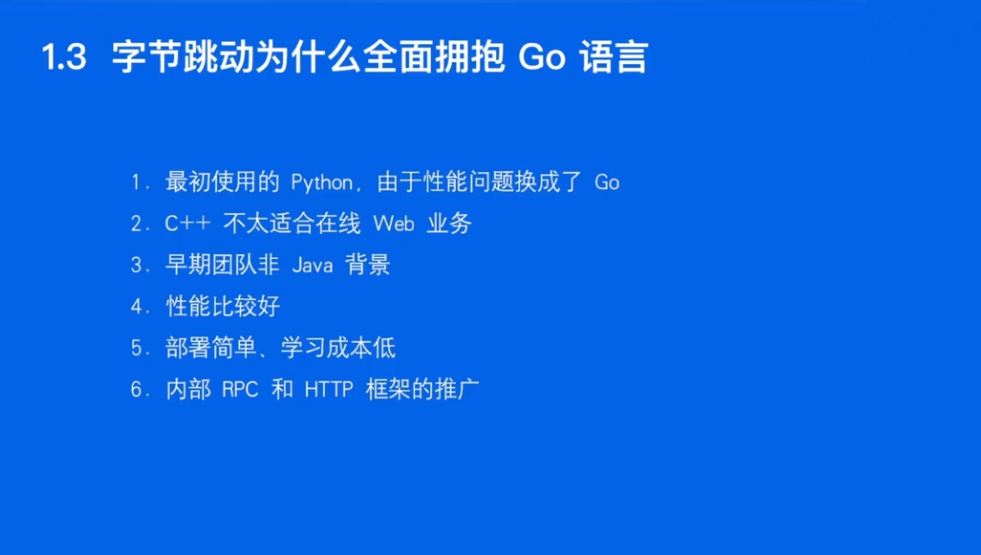 1.3 字节跳动为什么全面拥抱 Go 语言
1. 最初使用的 Python，由于性能问题换成了 Go
2. C++ 不太适合在线 Web 业务
3. 早期团队非 Java 背景
4. 性能比较好
5. 部署简单、学习成本低
6. 内部 RPC 和 HTTP 框架的推广